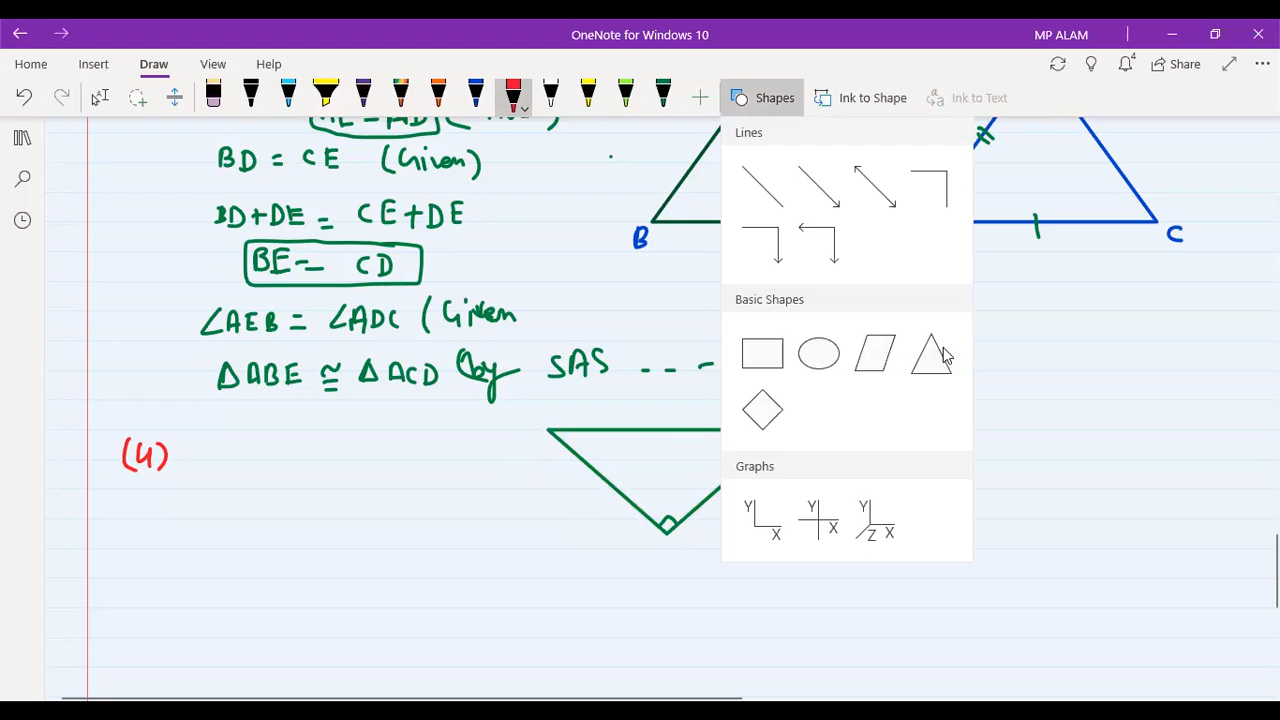 OneNote for Windows 10
MP ALAM
Home
Insert
Draw
View
Help
Share
Shapes
Ink to Shape
Ink to Text
BD = CE (Given)
BD+DE = CE+DE
BE = CD
∠AEB = ∠ADC (Given
ΔABE ≅ ΔACD (by SAS ---
(4)
B
C
Lines
Basic Shapes
Graphs
Y
X
Y
X
Y
Z
X